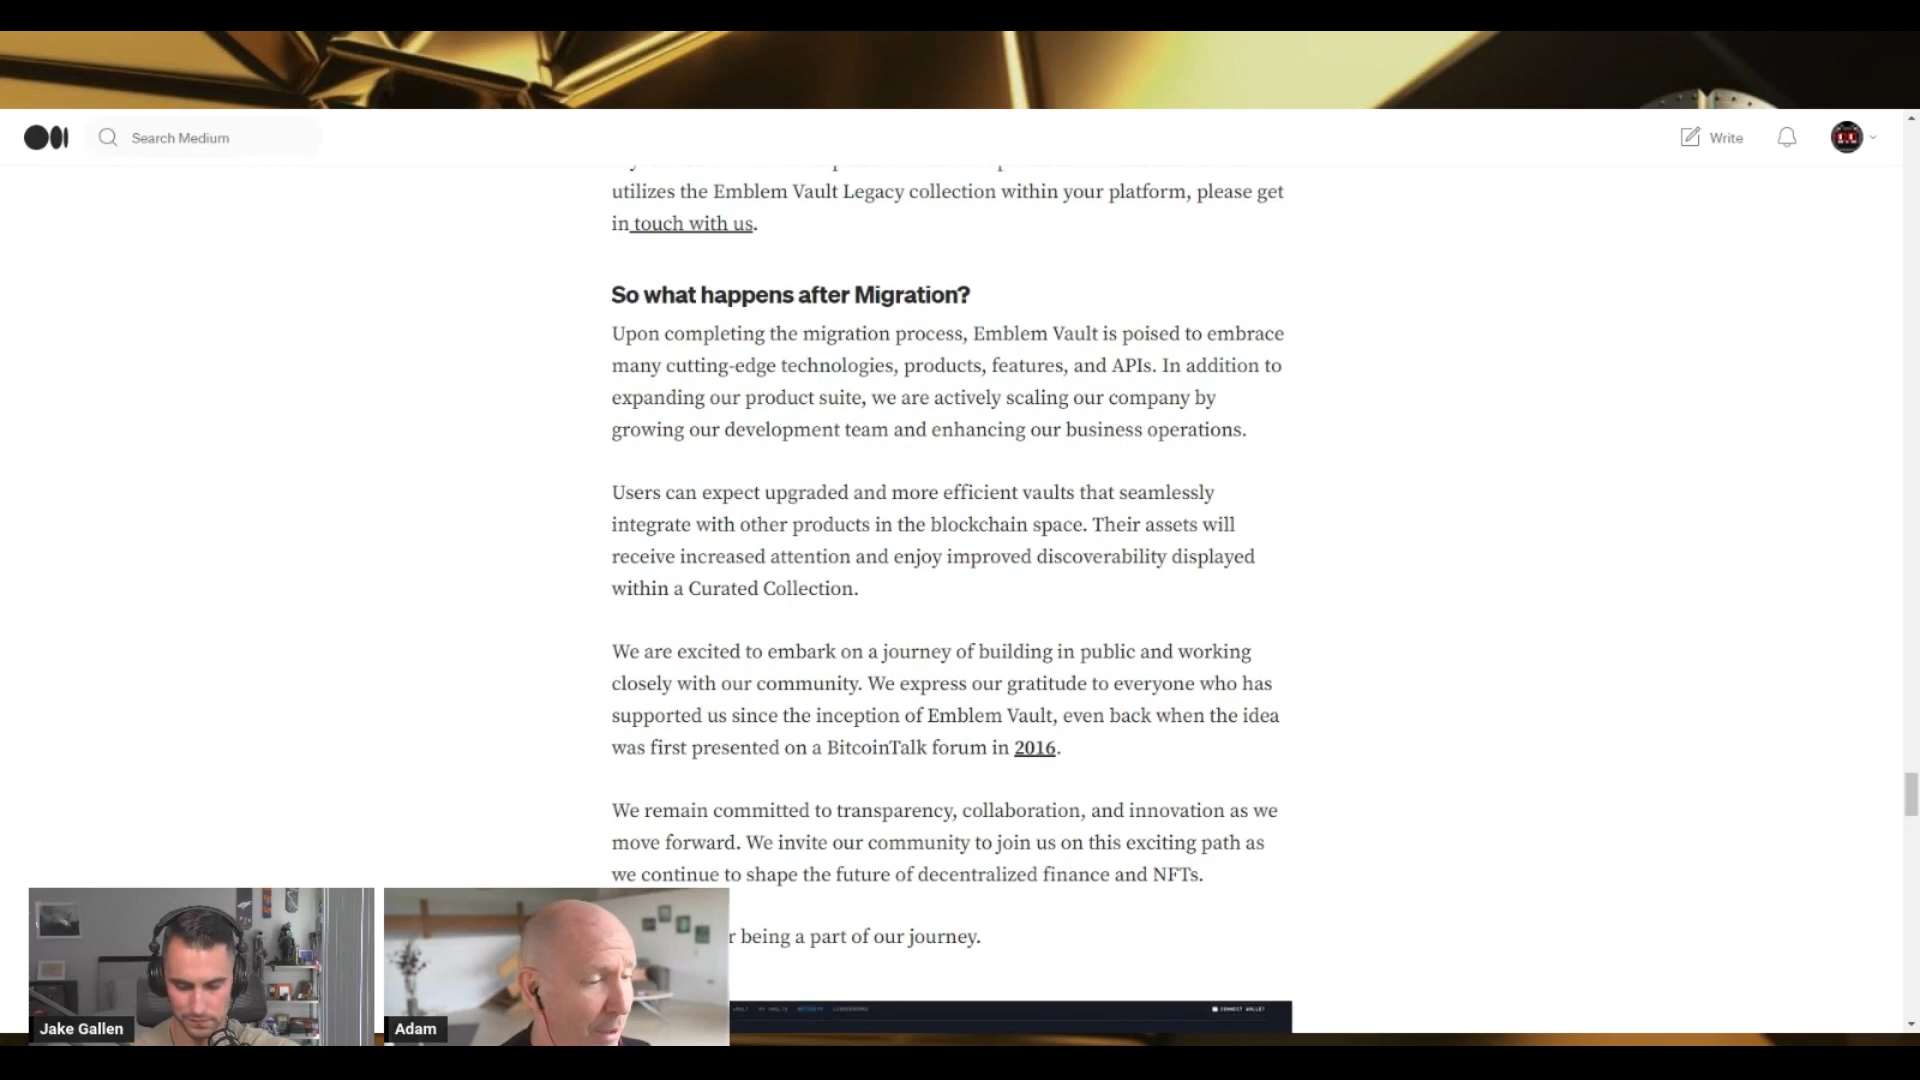 Search Medium
Write
utilizes the Emblem Vault Legacy collection within your platform, please get
in touch with us.
So what happens after Migration?
Upon completing the migration process, Emblem Vault is poised to embrace
many cutting-edge technologies, products, features, and APIs. In addition to
expanding our product suite, we are actively scaling our company by
growing our development team and enhancing our business operations.
Users can expect upgraded and more efficient vaults that seamlessly
integrate with other products in the blockchain space. Their assets will
receive increased attention and enjoy improved discoverability displayed
within a Curated Collection.
We are excited to embark on a journey of building in public and working
closely with our community. We express our gratitude to everyone who has
supported us since the inception of Emblem Vault, even back when the idea
was first presented on a BitcoinTalk forum in 2016.
We remain committed to transparency, collaboration, and innovation as we
move forward. We invite our community to join us on this exciting path as
we continue to shape the future of decentralized finance and NFTs.
r being a part of our journey.
CONNECT WALLET
Jake Gallen
Adam